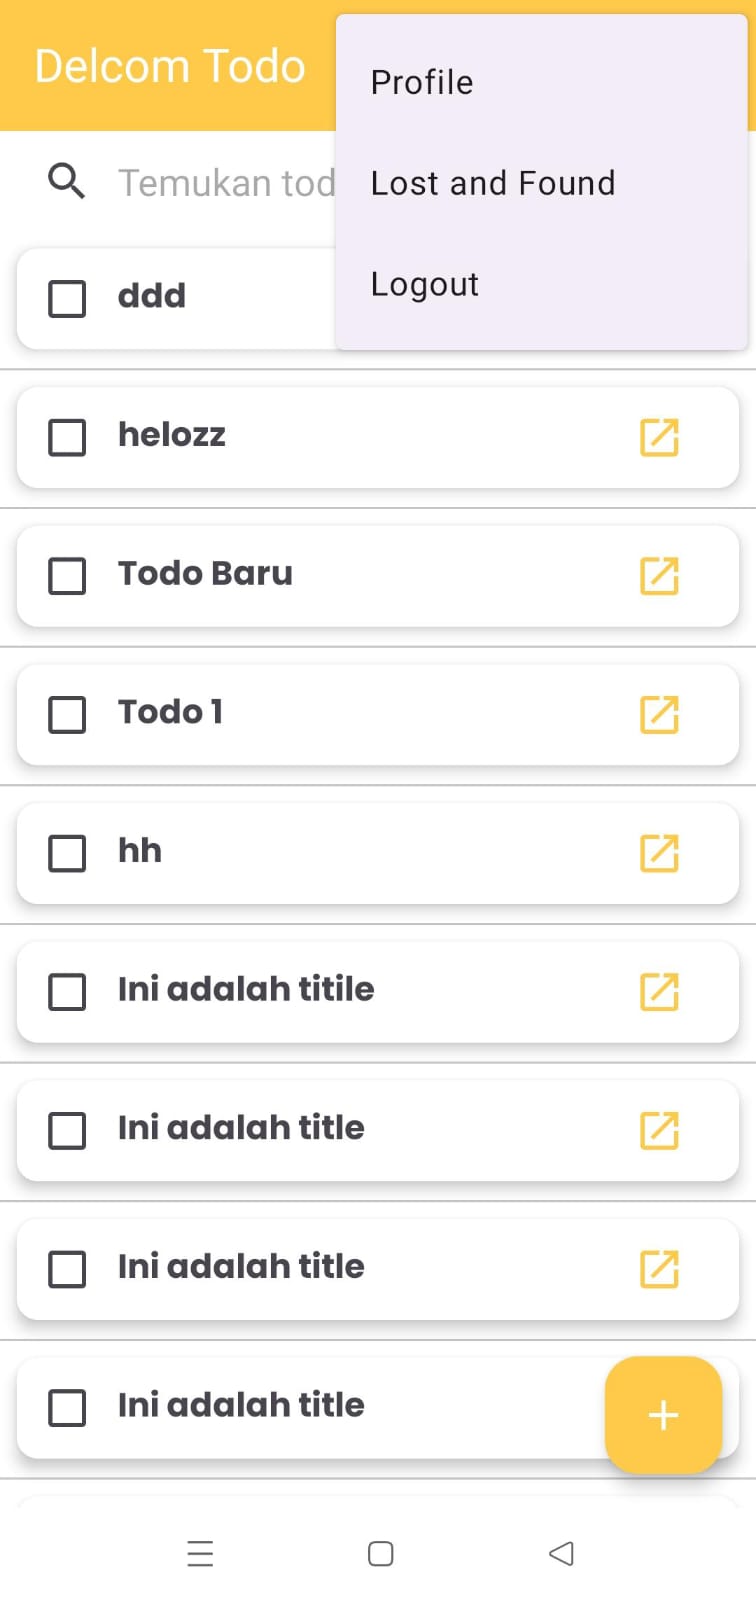 Delcom Todo
Profile
Temukan tod
Lost and Found
Logout
ddd
helozz
Todo Baru
Todo 1
hh
Ini adalah titile
Ini adalah title
Ini adalah title
Ini adalah title